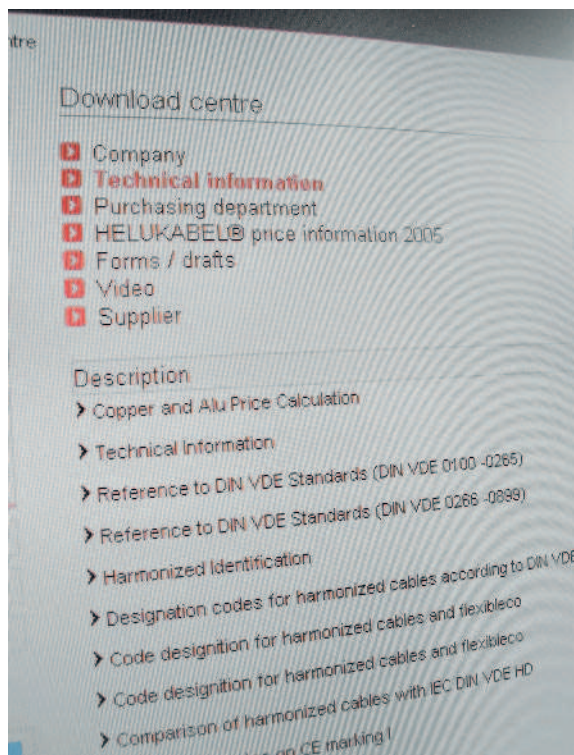 ntre
Download centre
Company
Technical information
Purchasing department
HELUKABEL® price information 2005
Forms / drafts
Video
Supplier
Description
Copper and Alu Price Calculation
Technical Information
Reference to DIN VDE Standards (DIN VDE 0100 -0265)
Reference to DIN VDE Standards (DIN VDE 0266 -0899)
Harmonized Identification
Designation codes for harmonized cables according to DIN VDE
Code designition for harmonized cables and flexibleco
Code designition for harmonized cables and flexibleco
Comparison of harmonized cables with IEC DIN VDE HD
on CE marking I